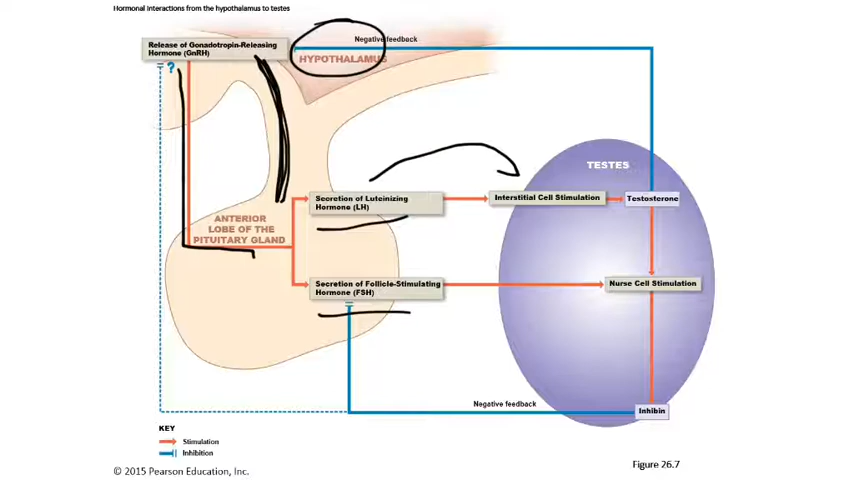 Hormonal Interactions from the hypothalamus to testes
Negative feedback
Release of Gonadotropin-Releasing
Hormone (GnRH)
HYPOTHALAMUS
?
TESTES
Secretion of Luteinizing
Hormone (LH)
Interstitial Cell Stimulation
Testosterone
ANTERIOR
LOBE OF THE
PITUITARY GLAND
Secretion of Follicle-Stimulating
Hormone (FSH)
Nurse Cell Stimulation
Negative feedback
Inhibin
KEY
Stimulation
Inhibition
Figure 26.7
© 2015 Pearson Education, Inc.